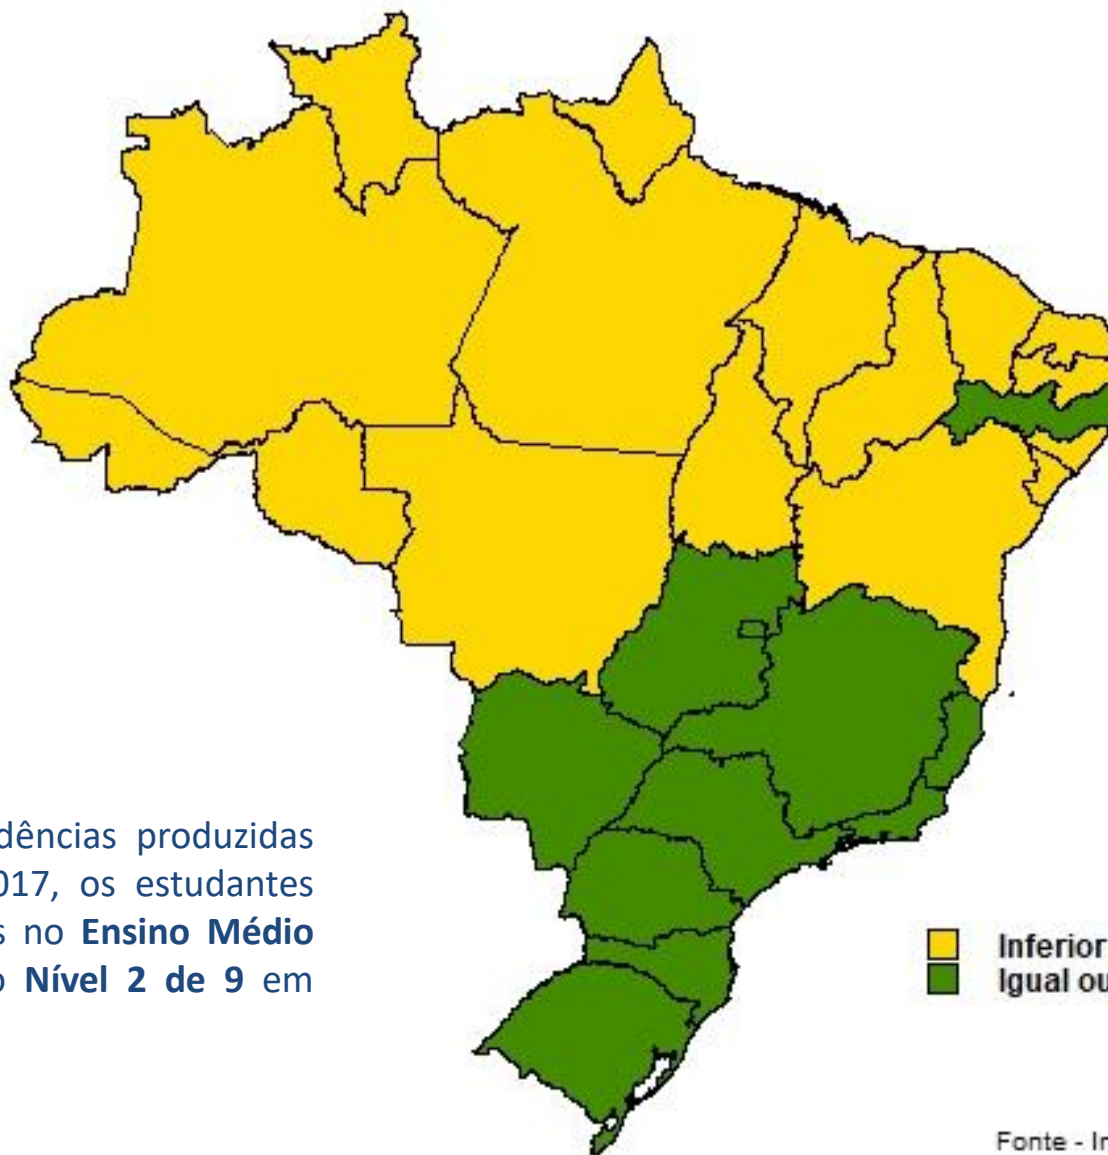 dências produzidas
017, os estudantes
s no Ensino Médio
o Nível 2 de 9 em
Inferior
Igual ou
Fonte - In